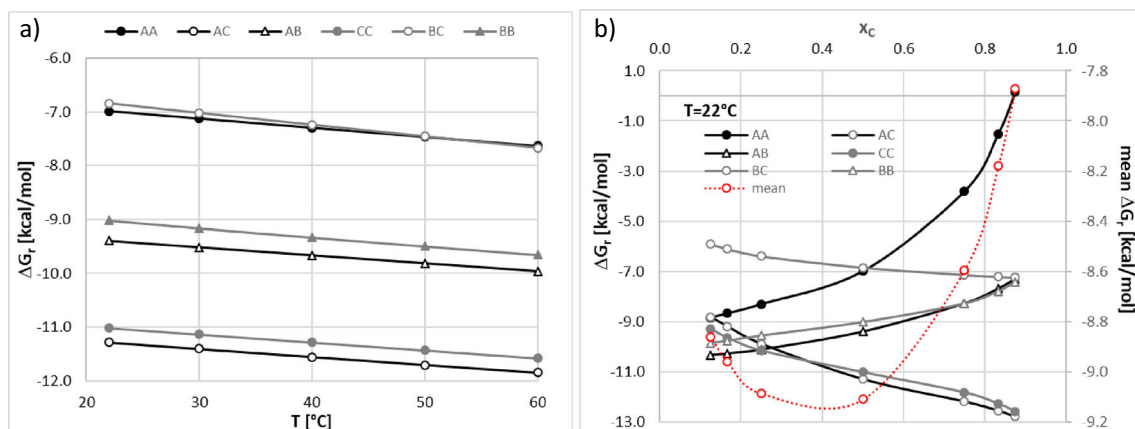 a)
AA AC AB CC BC BB
-6.0
-7.0
-8.0
-9.0
-10.0
-11.0
-12.0
ΔGr [kcal/mol]
20 30 40 50 60
T [°C]
b)
xC
0.0 0.2 0.4 0.6 0.8 1.0
1.0
-1.0
-3.0
-5.0
-7.0
-9.0
-11.0
-13.0
ΔGr [kcal/mol]
T=22°C
AA AC
AB CC
BC BB
mean
-7.8
-8.0
-8.2
-8.4
-8.6
-8.8
-9.0
-9.2
mean ΔGr [kcal/mol]